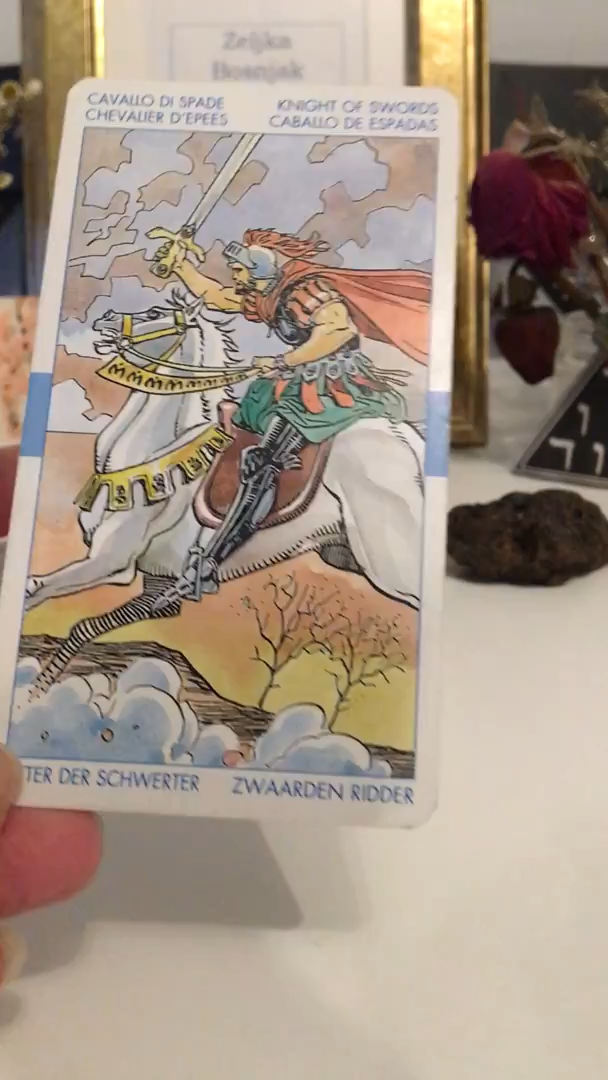 Zeljka
Bosnjak
CAVALLO DI SPADE
CHEVALIER D'EPEES
KNIGHT OF SWORDS
CABALLO DE ESPADAS
TER DER SCHWERTER
ZWAARDEN RIDDER